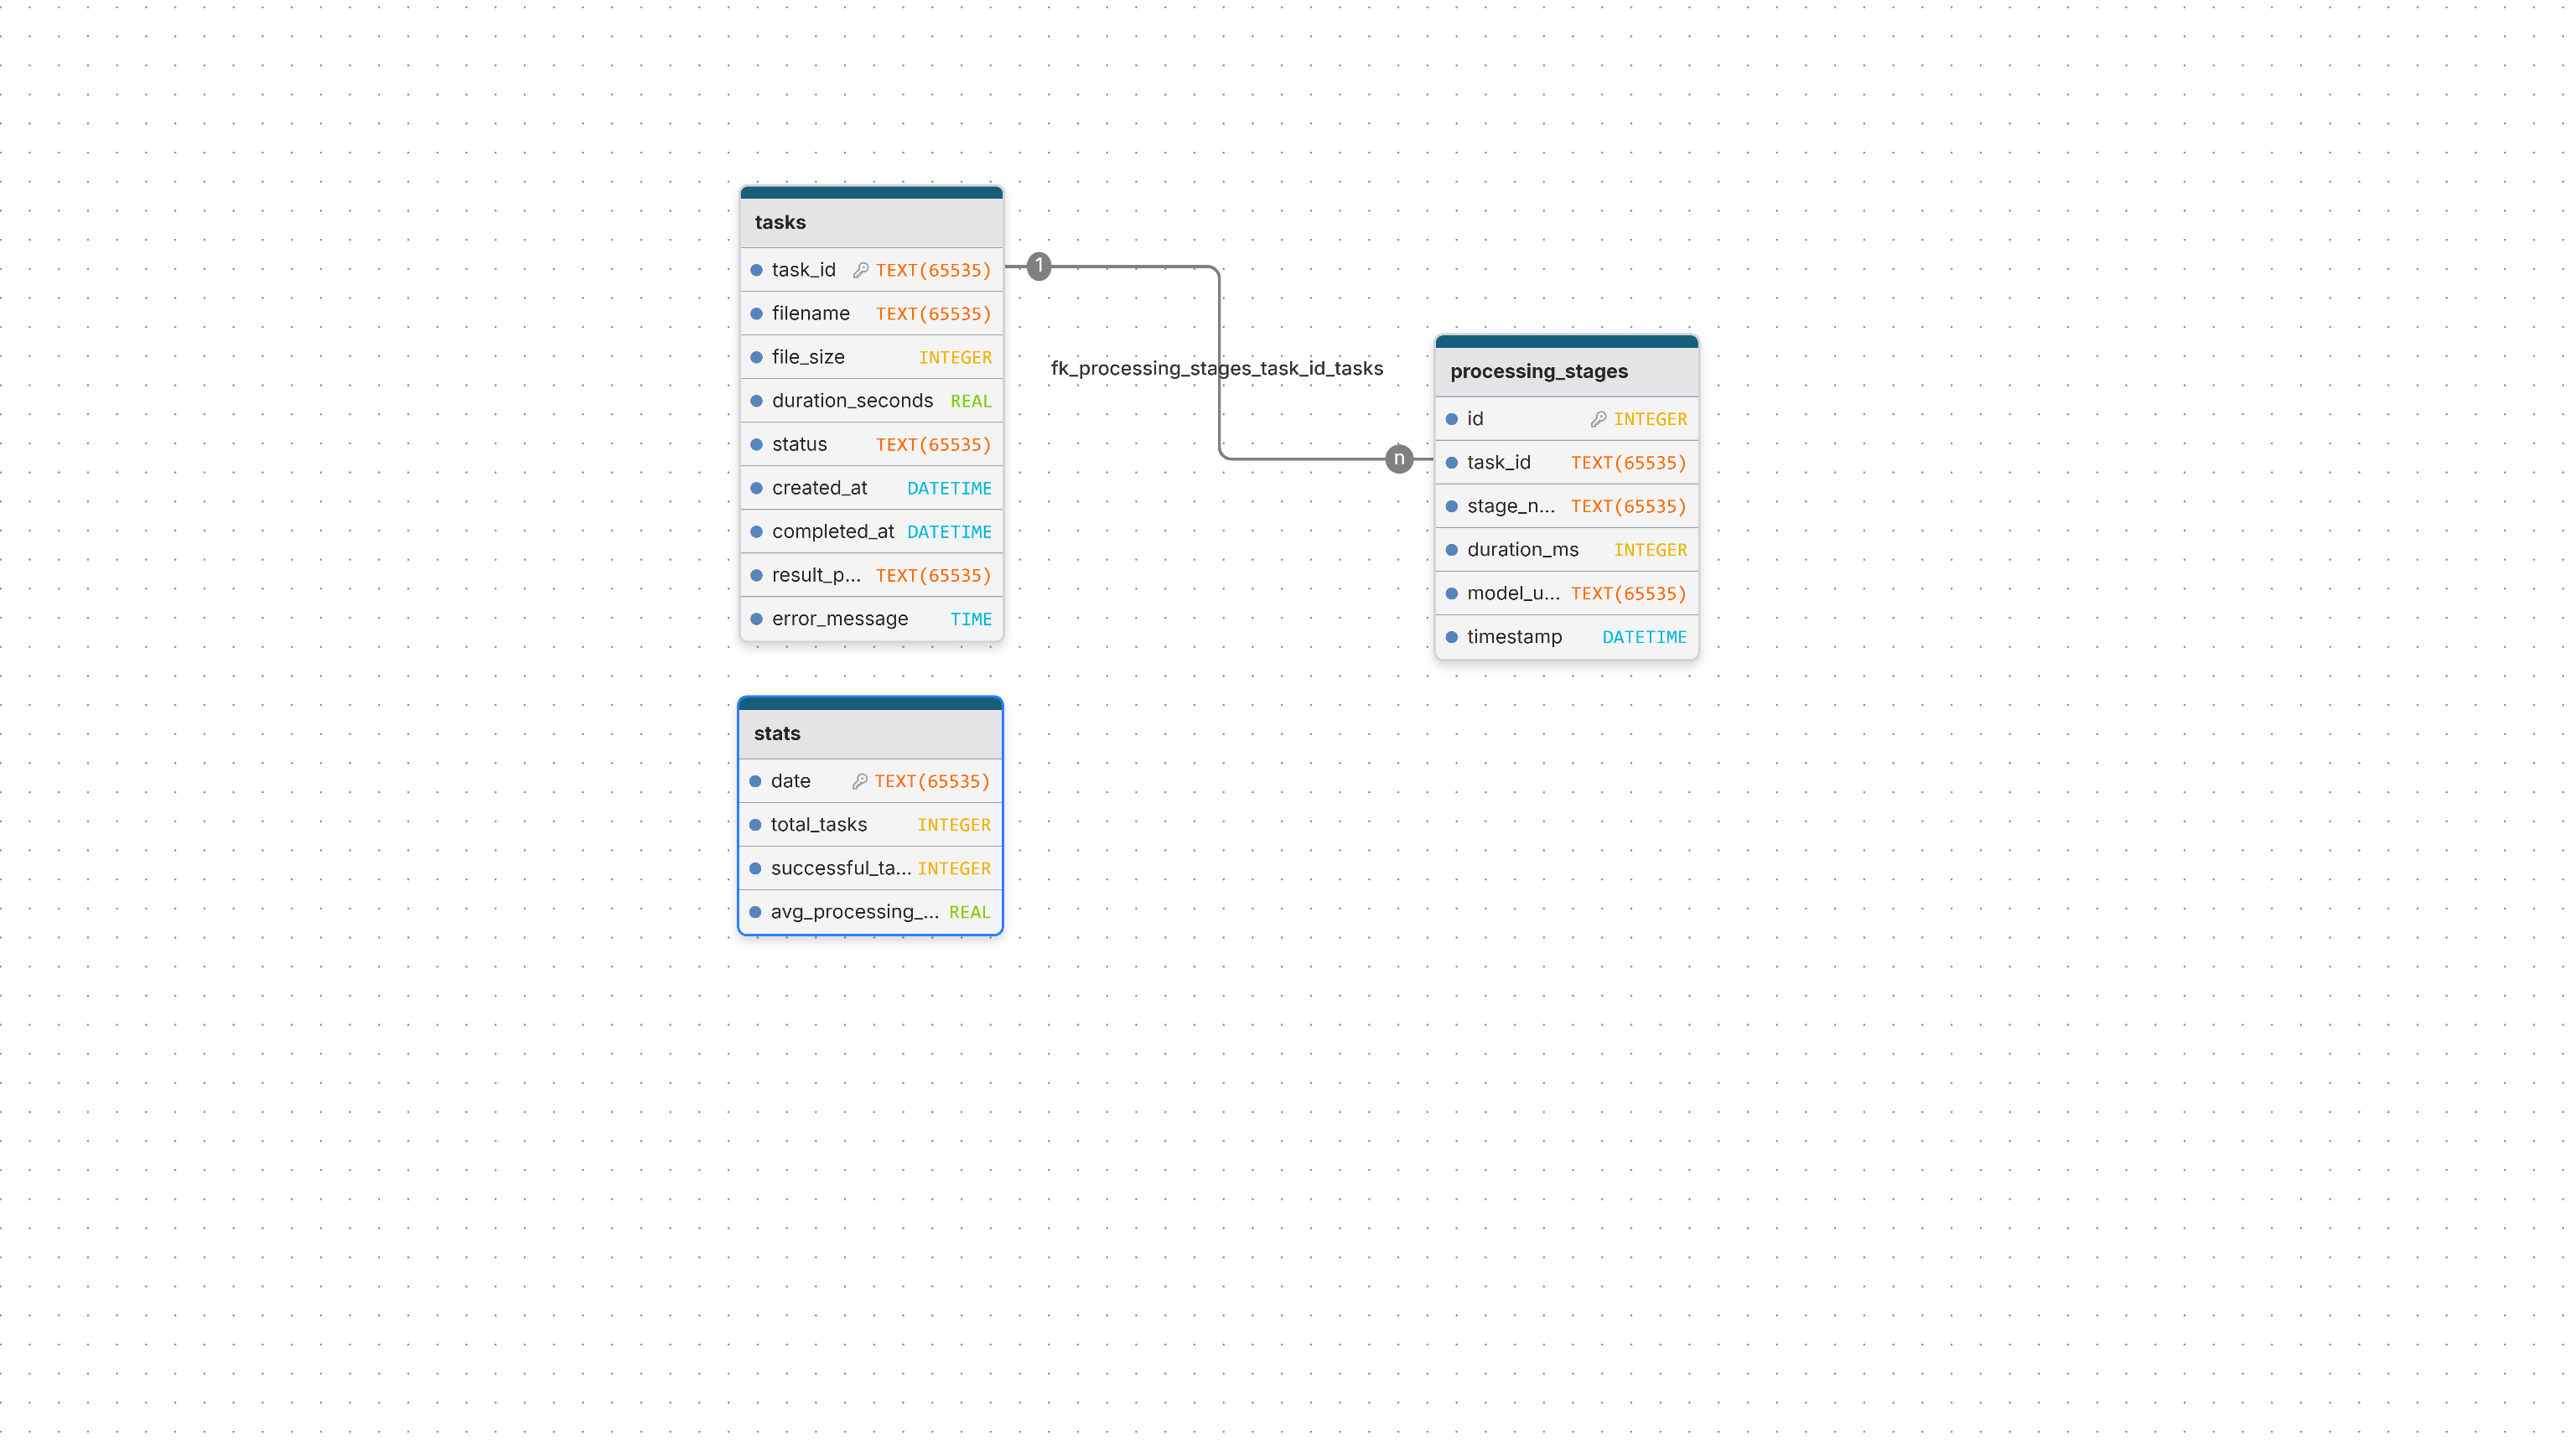 tasks
task_id TEXT(65535)
filename TEXT(65535)
file_size INTEGER
duration_seconds REAL
status TEXT(65535)
created_at DATETIME
completed_at DATETIME
result_p... TEXT(65535)
error_message TIME
1
fk_processing_stages_task_id_tasks
n
processing_stages
id INTEGER
task_id TEXT(65535)
stage_n... TEXT(65535)
duration_ms INTEGER
model_u... TEXT(65535)
timestamp DATETIME
stats
date TEXT(65535)
total_tasks INTEGER
successful_ta... INTEGER
avg_processing_... REAL